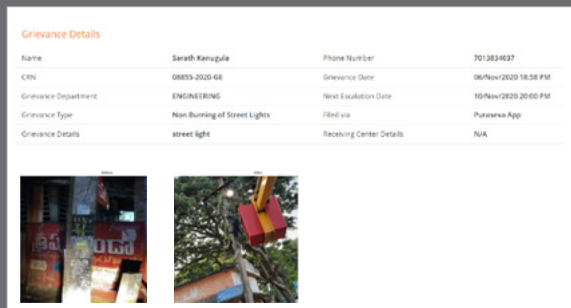 Grievance Details
Name Sarath Kanugula Phone Number 7013834637
CRN 08855-2020-GE Grievance Date 06/Nov/2020 18:58 PM
Grievance Department ENGINEERING Next Escalation Date 10/Nov/2020 20:00 PM
Grievance Type Non Burning of Street Lights Filed via Puraseva App
Grievance Details street light Receiving Center Details N/A